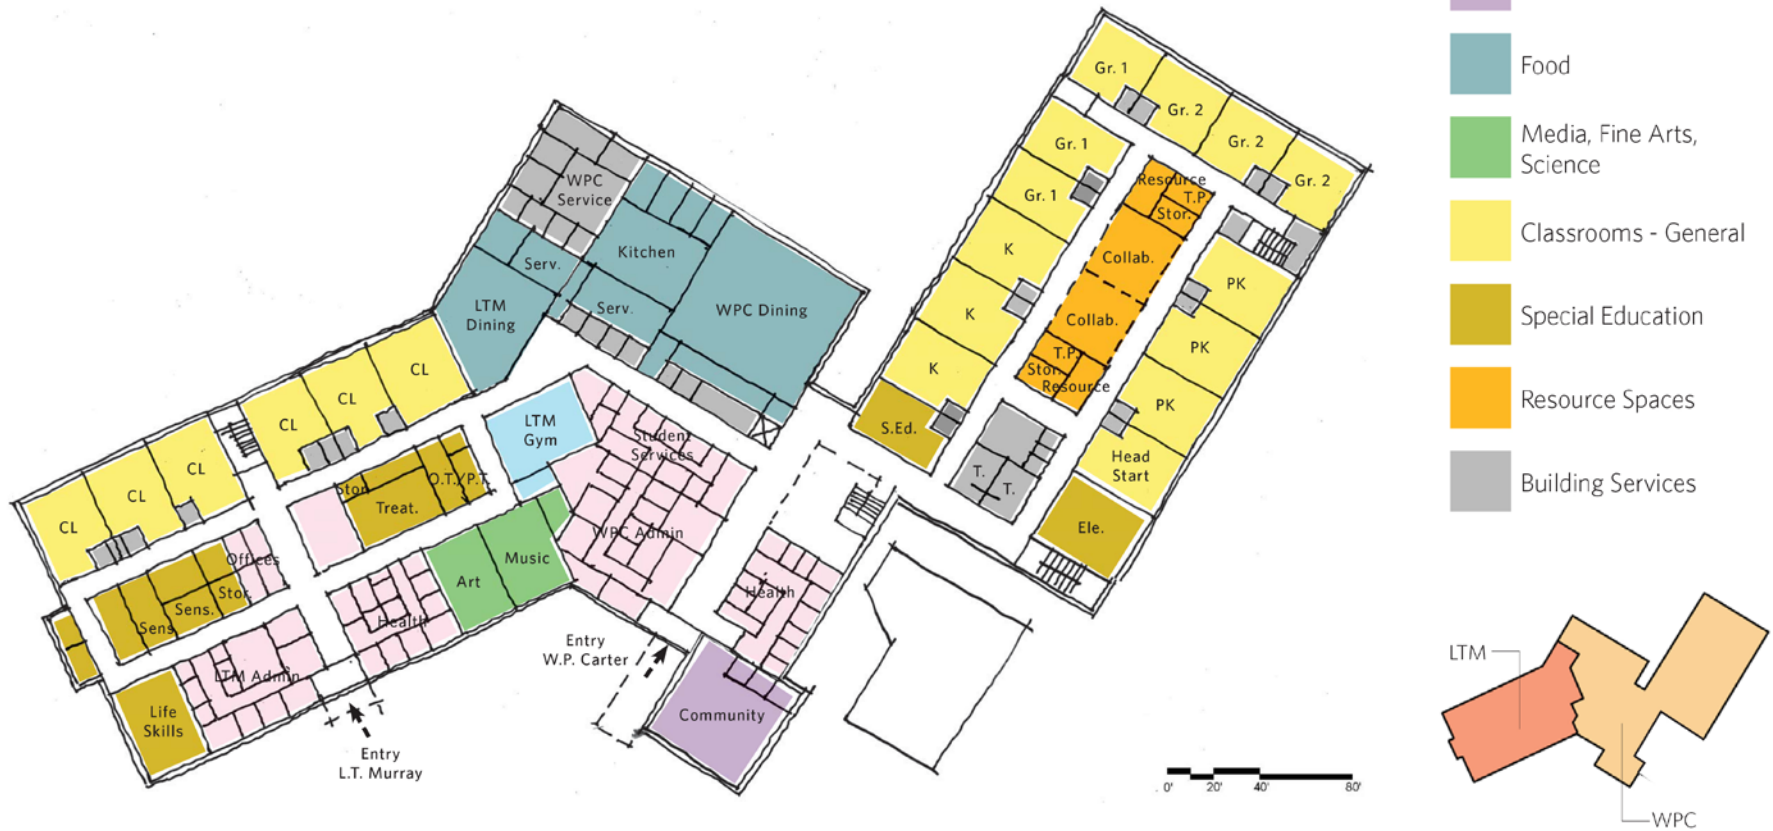 Gr. 1
Gr. 2
Gr. 2
Gr. 2
Gr. 1
Gr. 1
K
K
K
S.Ed.
Resource
T.P.
Stor.
Collab.
Collab.
T.P.
Stor.
Resource
PK
PK
PK
Head
Start
Ele.
T.
T.
WPC
Service
Kitchen
Serv.
Serv.
WPC Dining
LTM
Dining
CL
CL
CL
CL
CL
CL
LTM
Gym
Student
Services
WPC Admin
Stor.
O.T./P.T.
Treat.
Music
Art
Offices
Stor.
Sens.
Sens.
Health
Health
LTM Admin
Life
Skills
Entry
L.T. Murray
Entry
W.P. Carter
Community
0'
20'
40'
80'
Food
Media, Fine Arts,
Science
Classrooms - General
Special Education
Resource Spaces
Building Services
LTM
WPC